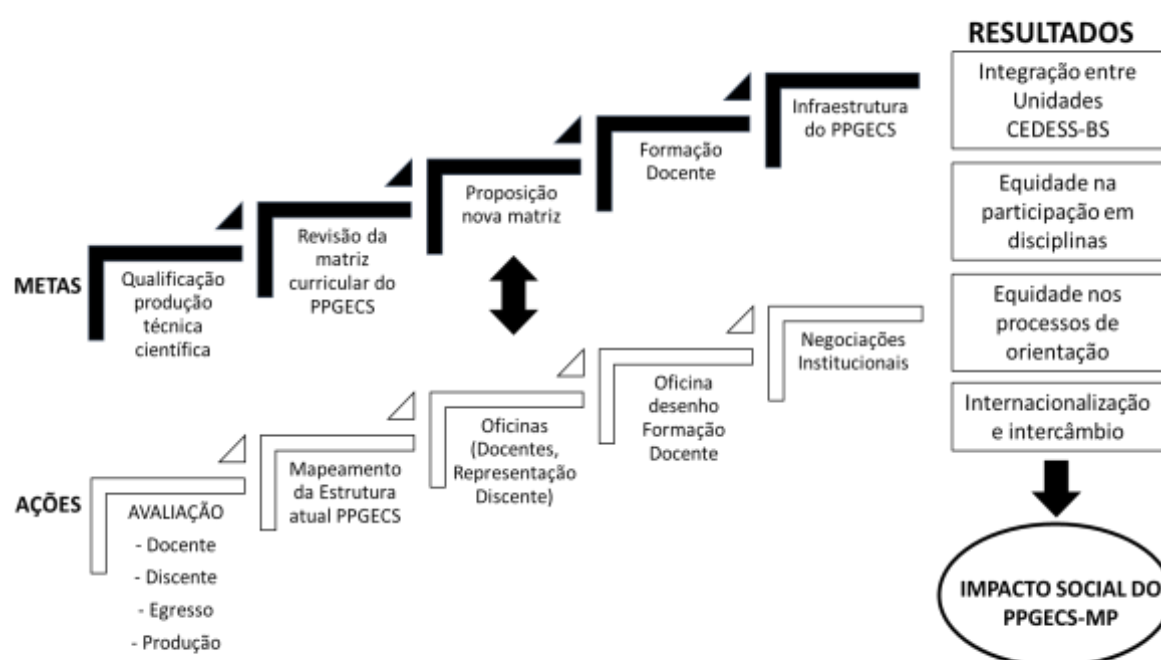 METAS
Qualificação
produção
técnica
científica
Revisão da
matriz
curricular do
PPGECS
Proposição
nova matriz
Formação
Docente
Infraestrutura
do PPGECS
AÇÕES
AVALIAÇÃO
- Docente
- Discente
- Egresso
- Produção
Mapeamento
da Estrutura
atual PPGECS
Oficinas
(Docentes,
Representação
Discente)
Oficina
desenho
Formação
Docente
Negociações
Institucionais
RESULTADOS
Integração entre
Unidades
CEDESS-BS
Equidade na
participação em
disciplinas
Equidade nos
processos de
orientação
Internacionalização
e intercâmbio
IMPACTO SOCIAL DO
PPGECS-MP